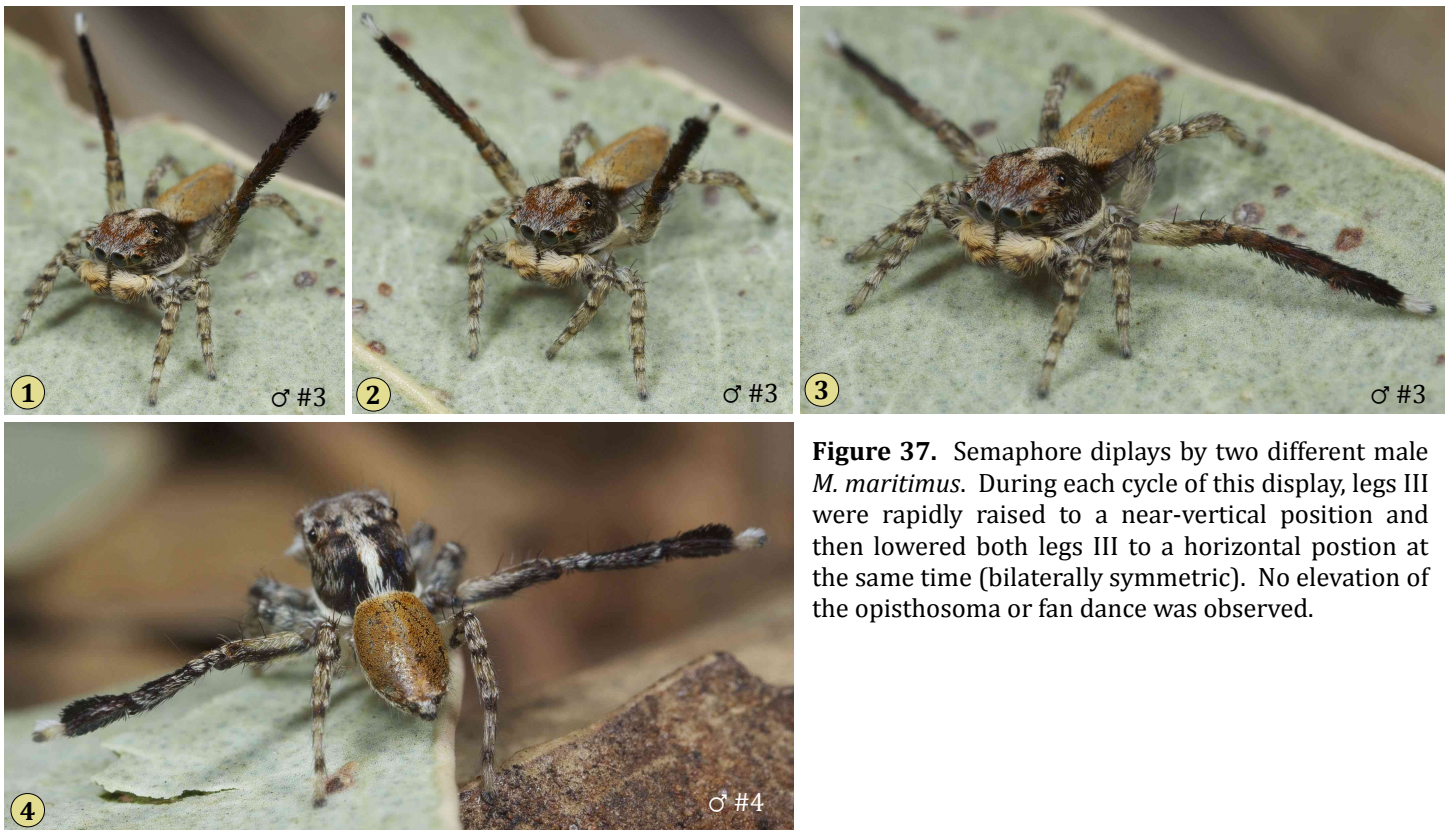 1
♂ #3
2
♂ #3
3
♂ #3
4
♂ #4
Figure 37. Semaphore diplays by two different male
M. maritimus. During each cycle of this display, legs III
were rapidly raised to a near-vertical position and
then lowered both legs III to a horizontal postion at
the same time (bilaterally symmetric). No elevation of
the opisthosoma or fan dance was observed.